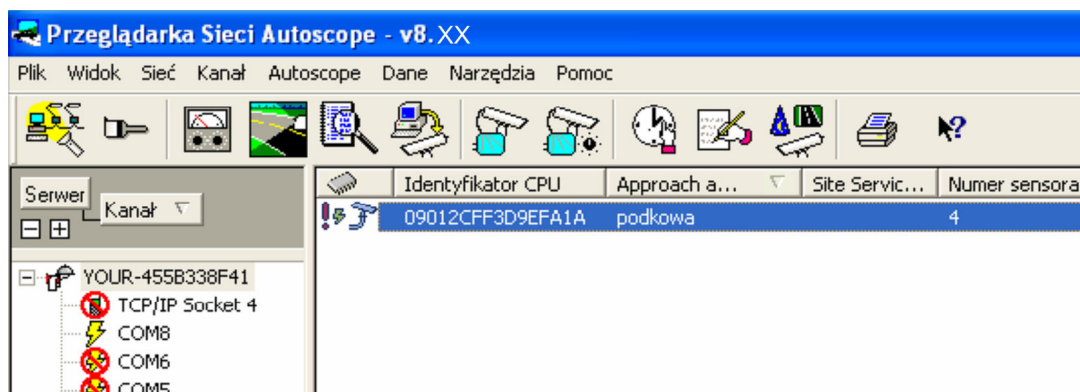 Przeglądarka Sieci Autoscope - v8.XX
Plik Widok Sieć Kanał Autoscope Dane Narzędzia Pomoc
Serwer
Kanał
Identyfikator CPU Approach a... Site Servic... Numer sensora
09012CFF3D9EFA1A podkowa 4
YOUR-455B338F41
TCP/IP Socket 4
COM8
COM6
COM5